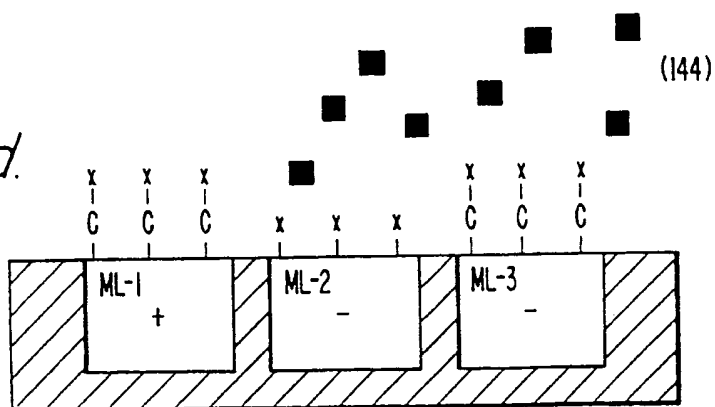 (144)
x x x x x x
C C C x x x C C C
ML-1 ML-2 ML-3
+ − −